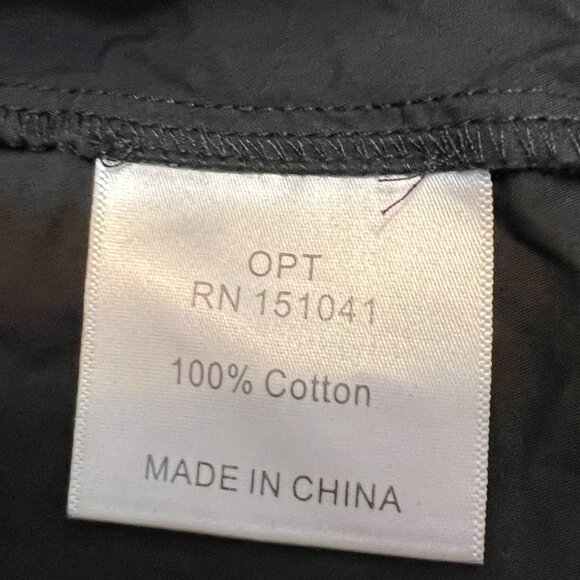 OPT
RN 151041
100% Cotton
MADE IN CHINA